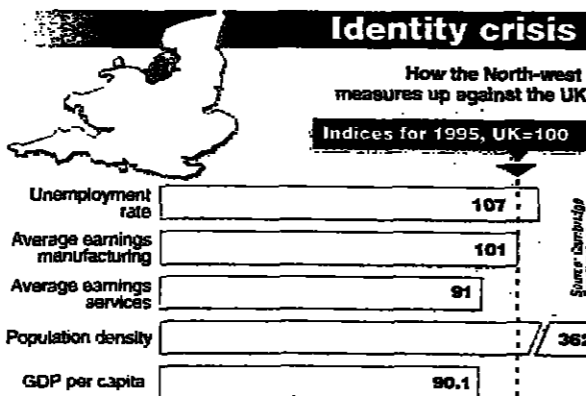 Identity crisis
How the North-west
measures up against the UK
Indices for 1995, UK=100
Unemployment
rate
107
Average earnings
manufacturing
101
Average earnings
services
91
Population density
362
GDP per capita
90.1
Source: Cambridge